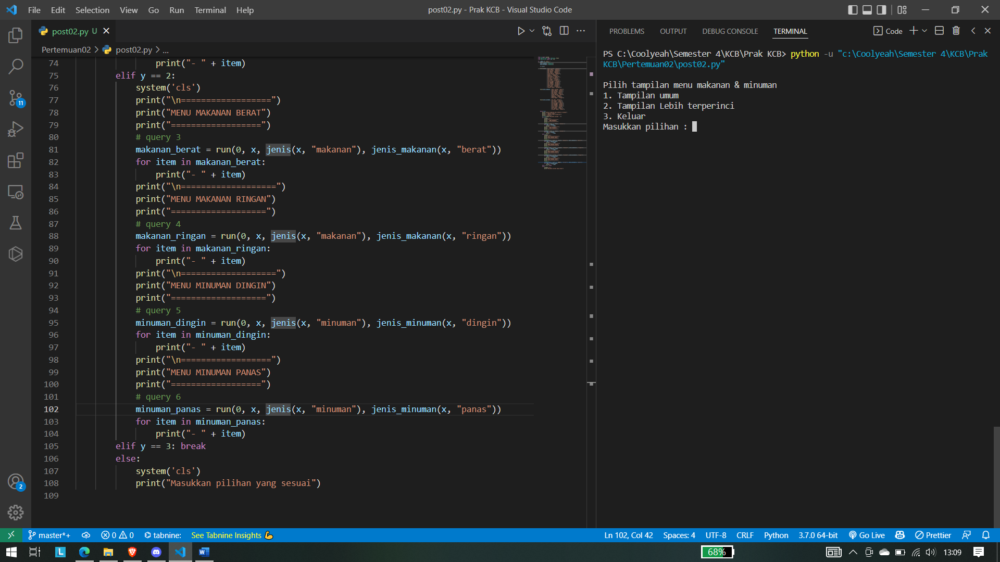 File Edit Selection View Go Run Terminal Help
post02.py - Prak KCB - Visual Studio Code
post02.py U
Pertemuan02 > post02.py > ...
74 print("- " + item)
75 elif y == 2:
76 system('cls')
77 print("\n==================")
78 print("MENU MAKANAN BERAT")
79 print("==================")
80 # query 3
81 makanan_berat = run(0, x, jenis(x, "makanan"), jenis_makanan(x, "berat"))
82 for item in makanan_berat:
83 print("- " + item)
84 print("\n===================")
85 print("MENU MAKANAN RINGAN")
86 print("===================")
87 # query 4
88 makanan_ringan = run(0, x, jenis(x, "makanan"), jenis_makanan(x, "ringan"))
89 for item in makanan_ringan:
90 print("- " + item)
91 print("\n===================")
92 print("MENU MINUMAN DINGIN")
93 print("===================")
94 # query 5
95 minuman_dingin = run(0, x, jenis(x, "minuman"), jenis_minuman(x, "dingin"))
96 for item in minuman_dingin:
97 print("- " + item)
98 print("\n==================")
99 print("MENU MINUMAN PANAS")
100 print("==================")
101 # query 6
102 minuman_panas = run(0, x, jenis(x, "minuman"), jenis_minuman(x, "panas"))
103 for item in minuman_panas:
104 print("- " + item)
105 elif y == 3: break
106 else:
107 system('cls')
108 print("Masukkan pilihan yang sesuai")
109
PROBLEMS OUTPUT DEBUG CONSOLE TERMINAL
Code
PS C:\Coolyeah\Semester 4\KCB\Prak KCB> python -u "c:\Coolyeah\Semester 4\KCB\Prak
KCB\Pertemuan02\post02.py"
Pilih tampilan menu makanan & minuman
1. Tampilan umum
2. Tampilan Lebih terperinci
3. Keluar
Masukkan pilihan :
11
2
master*+ 0 0 tabnine: See Tabnine Insights
Ln 102, Col 42 Spaces: 4 UTF-8 CRLF Python 3.7.0 64-bit Go Live Prettier
L W 68% 13:09